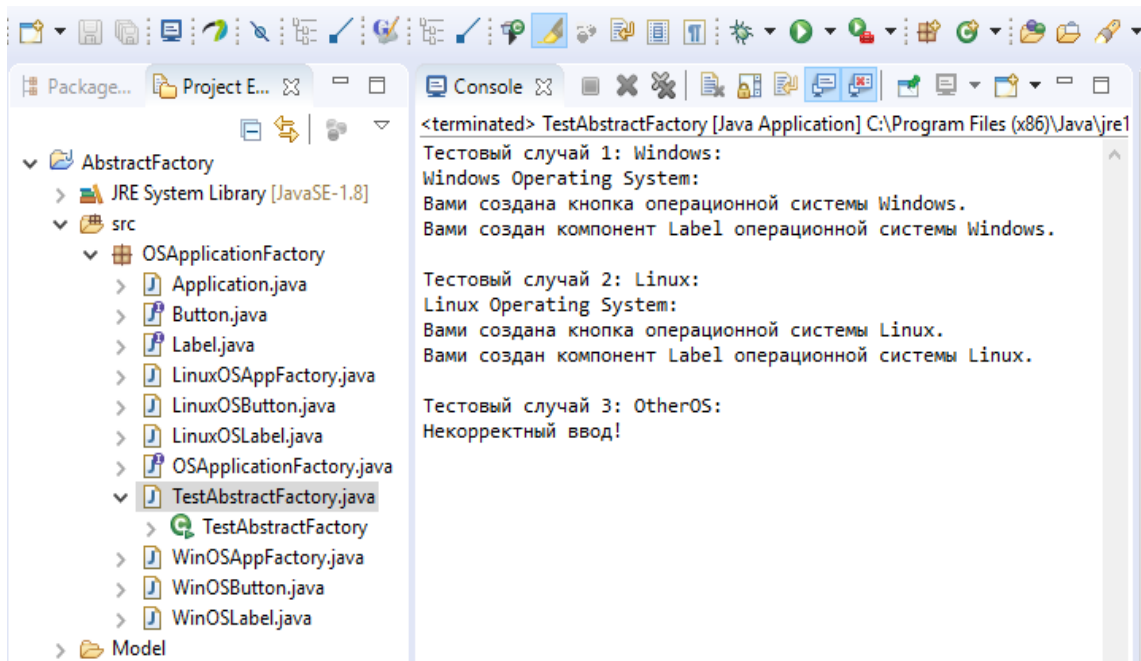 Package...
Project E...
AbstractFactory
JRE System Library [JavaSE-1.8]
src
OSApplicationFactory
Application.java
Button.java
Label.java
LinuxOSAppFactory.java
LinuxOSButton.java
LinuxOSLabel.java
OSApplicationFactory.java
TestAbstractFactory.java
TestAbstractFactory
WinOSAppFactory.java
WinOSButton.java
WinOSLabel.java
Model
Console
<terminated> TestAbstractFactory [Java Application] C:\Program Files (x86)\Java\jre1
Тестовый случай 1: Windows:
Windows Operating System:
Вами создана кнопка операционной системы Windows.
Вами создан компонент Label операционной системы Windows.
Тестовый случай 2: Linux:
Linux Operating System:
Вами создана кнопка операционной системы Linux.
Вами создан компонент Label операционной системы Linux.
Тестовый случай 3: OtherOS:
Некорректный ввод!